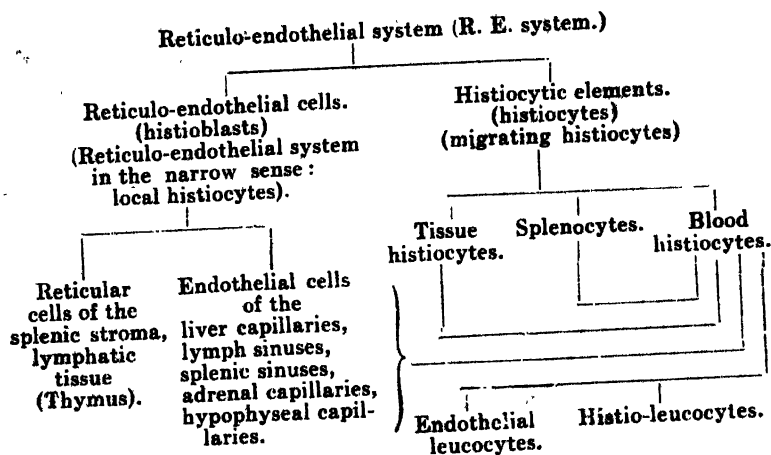 Reticulo-endothelial system (R. E. system.)
Reticulo-endothelial cells.
(histioblasts)
(Reticulo-endothelial system
in the narrow sense :
local histiocytes).
Histiocytic elements.
(histiocytes)
(migrating histiocytes)
Reticular
cells of the
splenic stroma,
lymphatic
tissue
(Thymus).
Endothelial cells
of the
liver capillaries,
lymph sinuses,
splenic sinuses,
adrenal capillaries,
hypophyseal capil-
laries.
Tissue
histiocytes.
Splenocytes.
Blood
histiocytes.
Endothelial
leucocytes.
Histio-leucocytes.